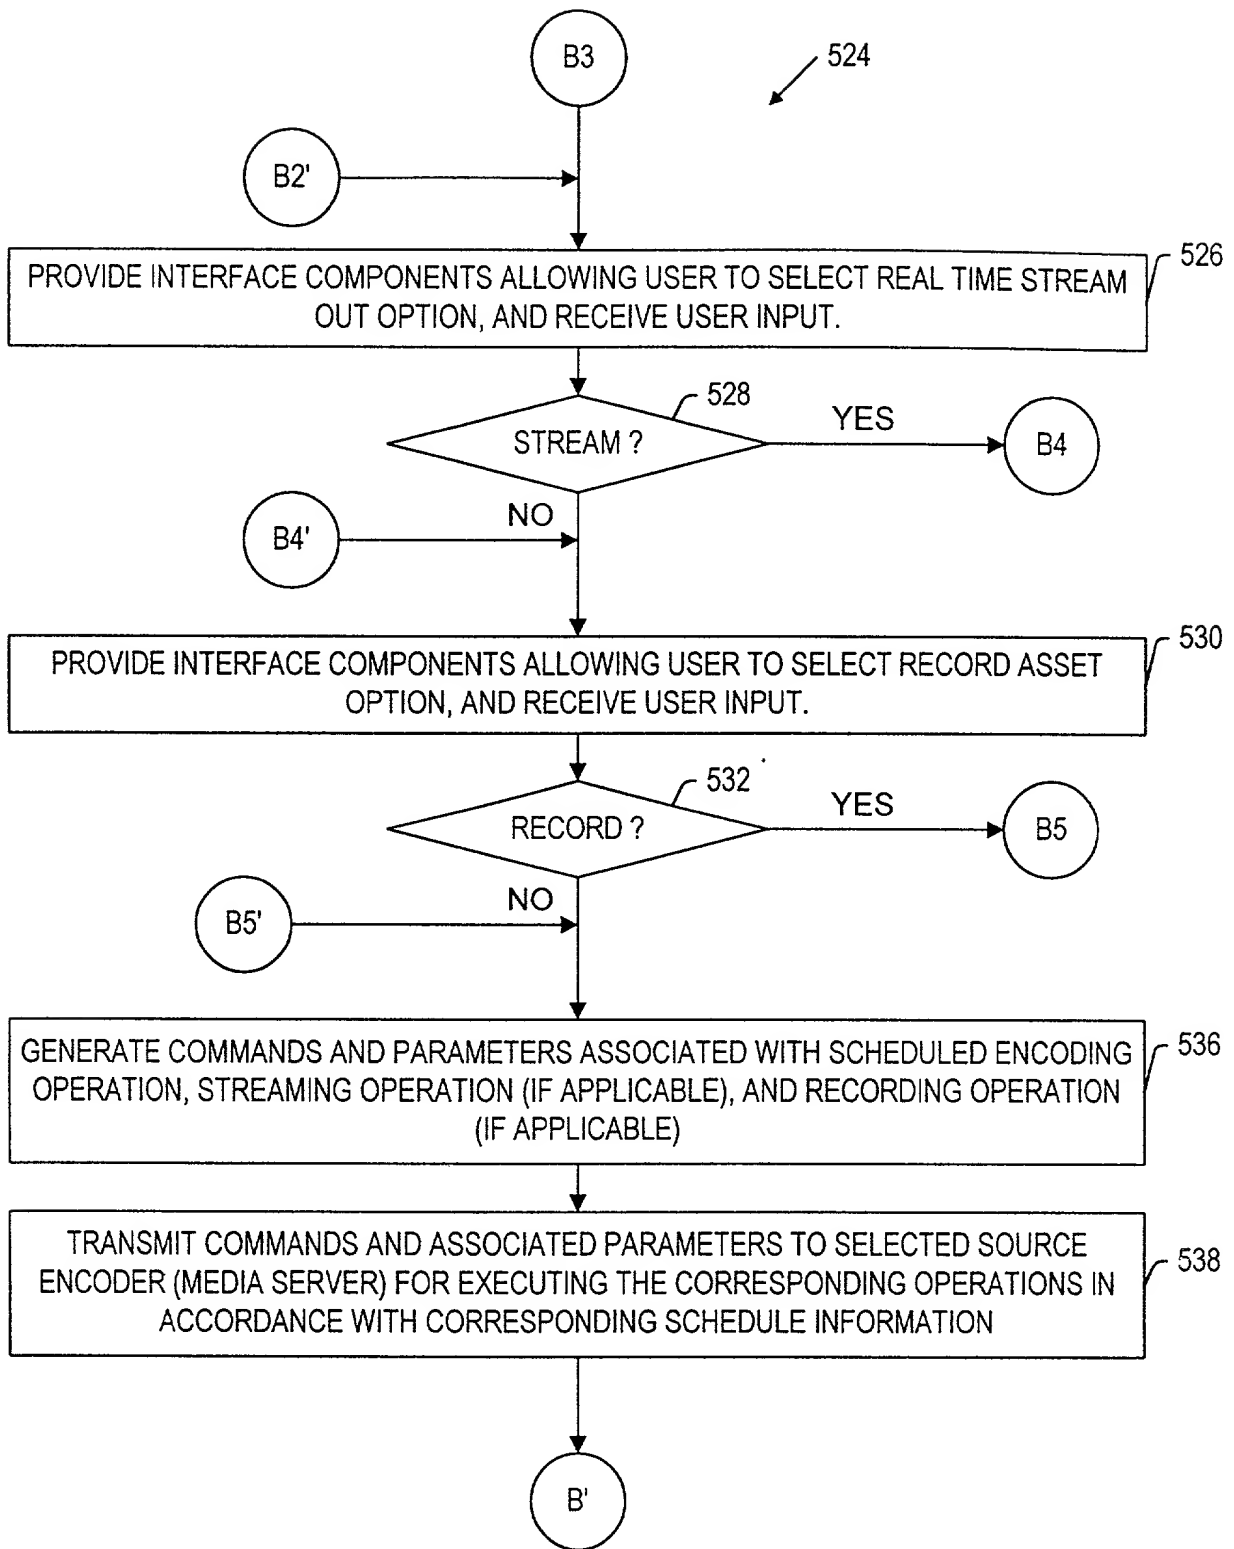 B3
524
B2'
526
PROVIDE INTERFACE COMPONENTS ALLOWING USER TO SELECT REAL TIME STREAM
OUT OPTION, AND RECEIVE USER INPUT.
528
STREAM ?
YES
B4
NO
B4'
530
PROVIDE INTERFACE COMPONENTS ALLOWING USER TO SELECT RECORD ASSET
OPTION, AND RECEIVE USER INPUT.
532
RECORD ?
YES
B5
NO
B5'
GENERATE COMMANDS AND PARAMETERS ASSOCIATED WITH SCHEDULED ENCODING
OPERATION, STREAMING OPERATION (IF APPLICABLE), AND RECORDING OPERATION
(IF APPLICABLE)
536
TRANSMIT COMMANDS AND ASSOCIATED PARAMETERS TO SELECTED SOURCE
ENCODER (MEDIA SERVER) FOR EXECUTING THE CORRESPONDING OPERATIONS IN
ACCORDANCE WITH CORRESPONDING SCHEDULE INFORMATION
538
B'